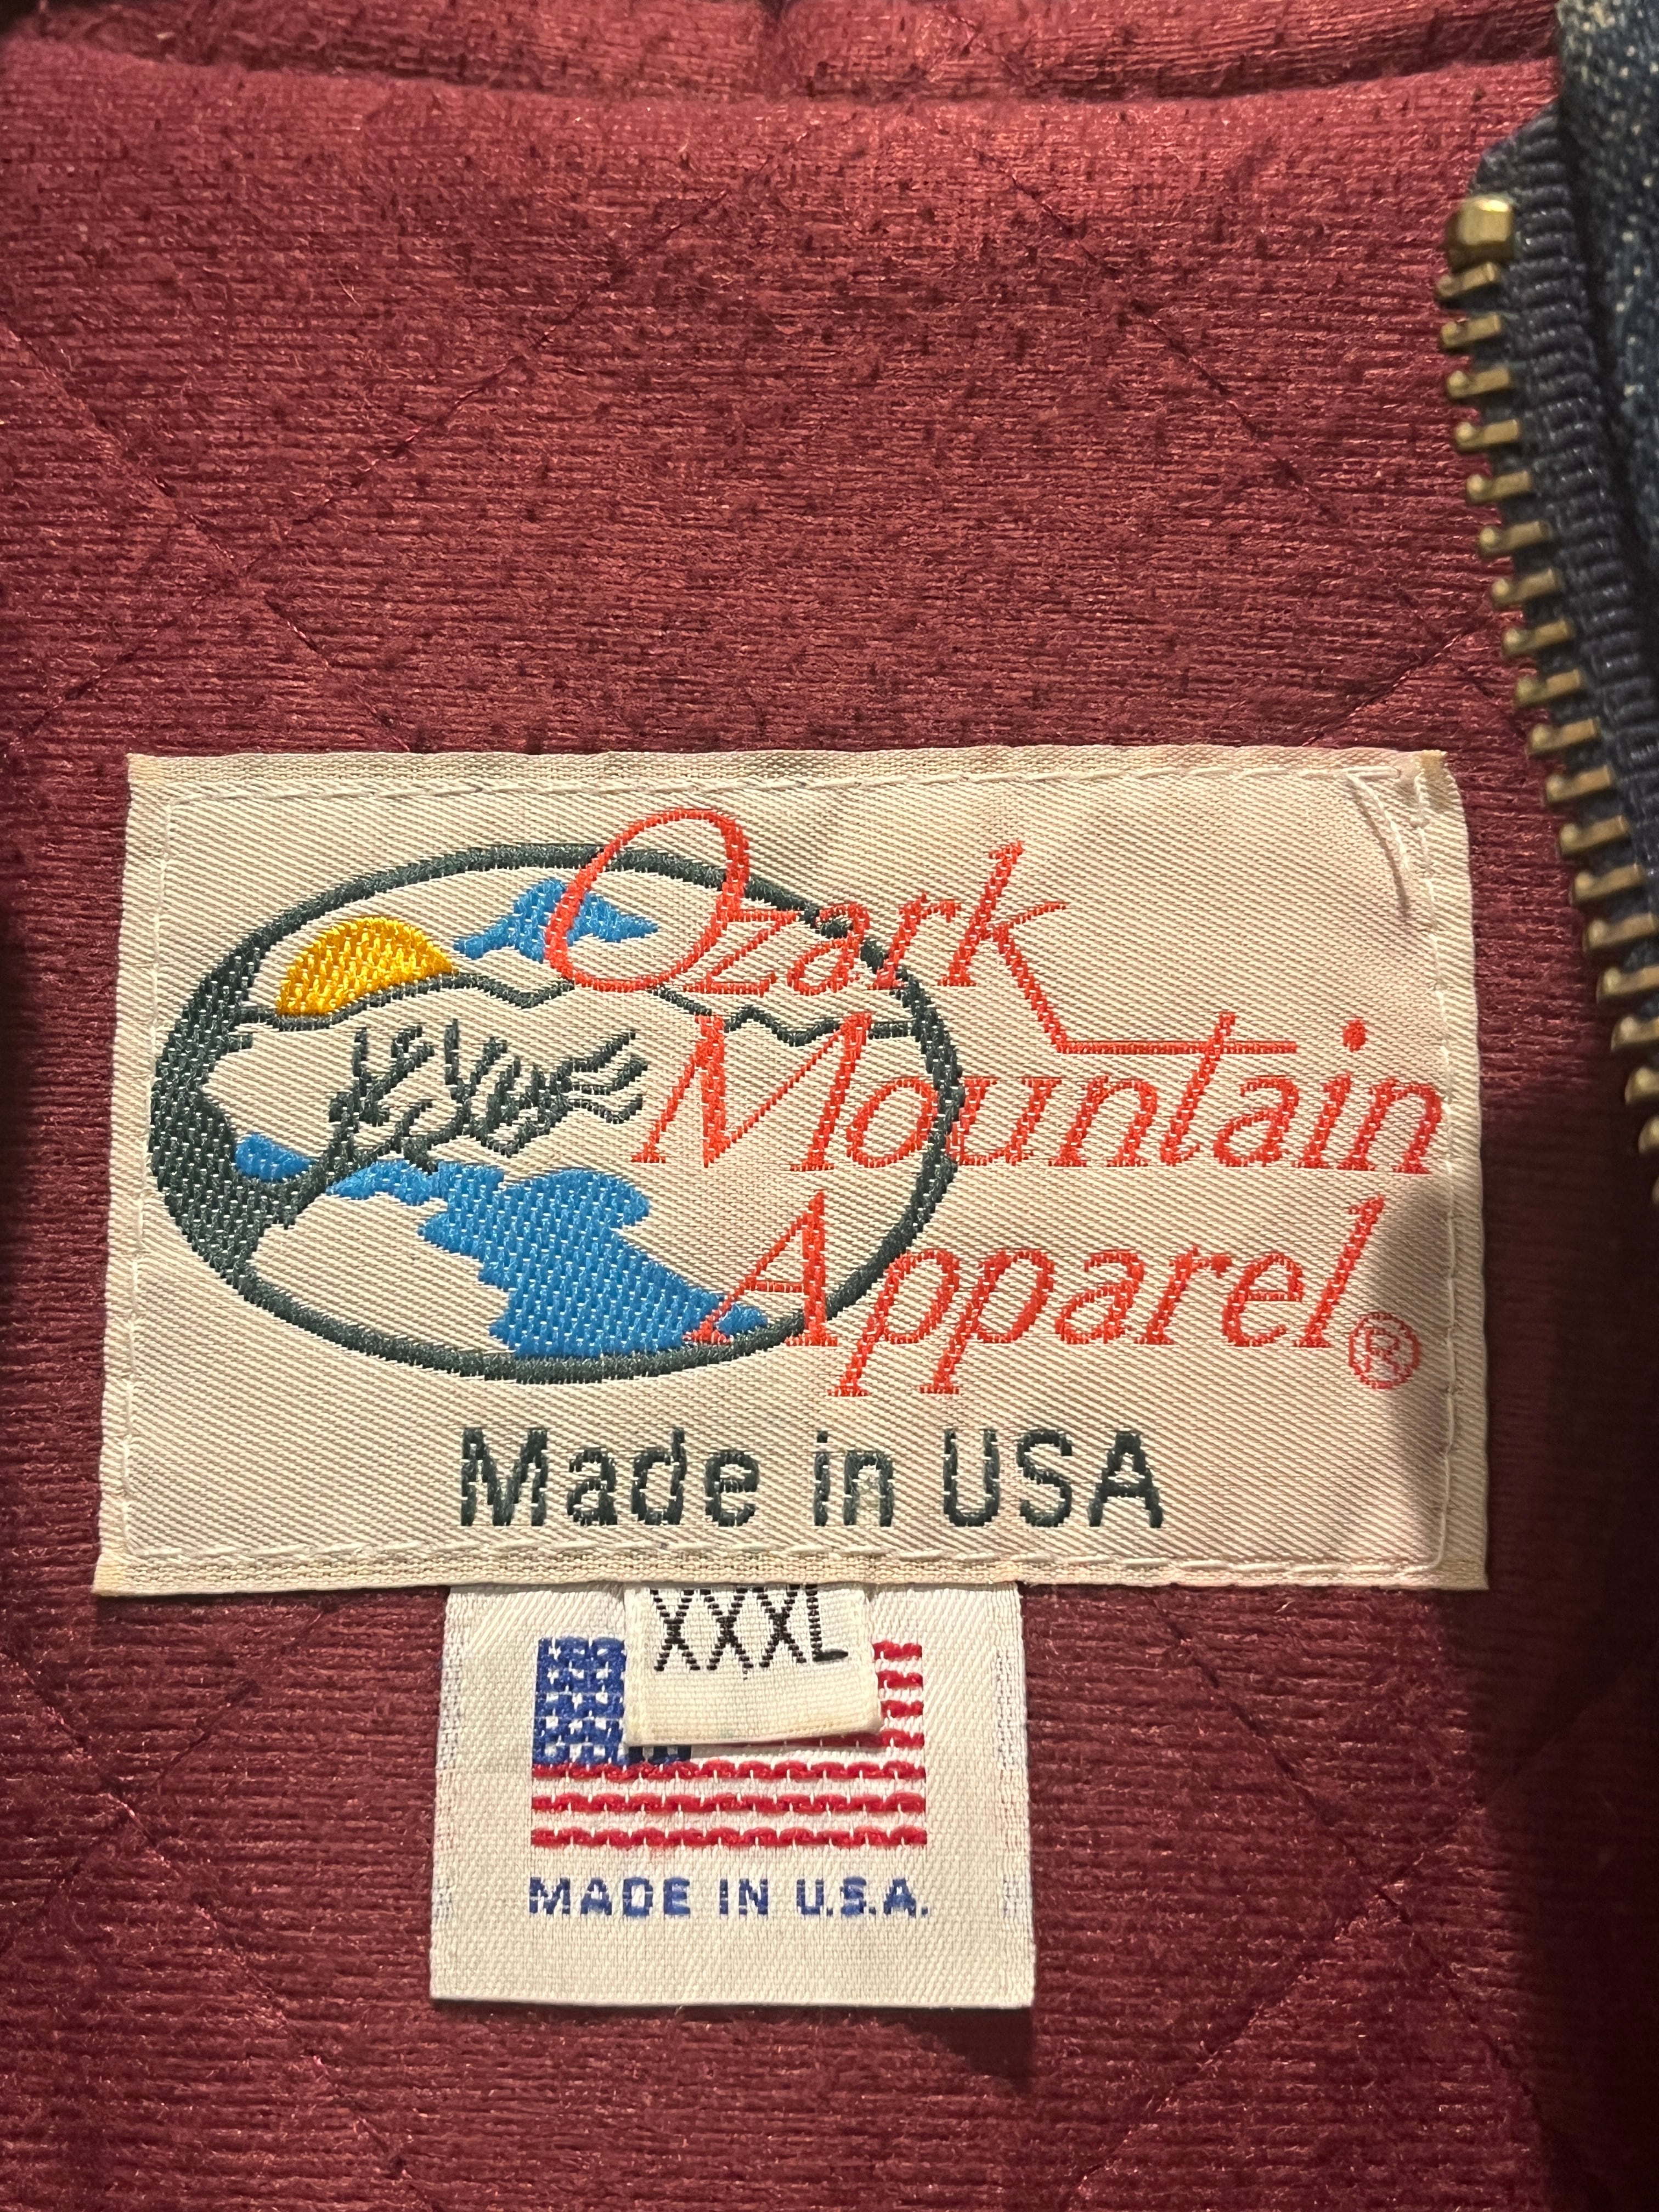 Ozark
Mountain
Apparel®
Made in USA
XXXL
MADE IN U.S.A.